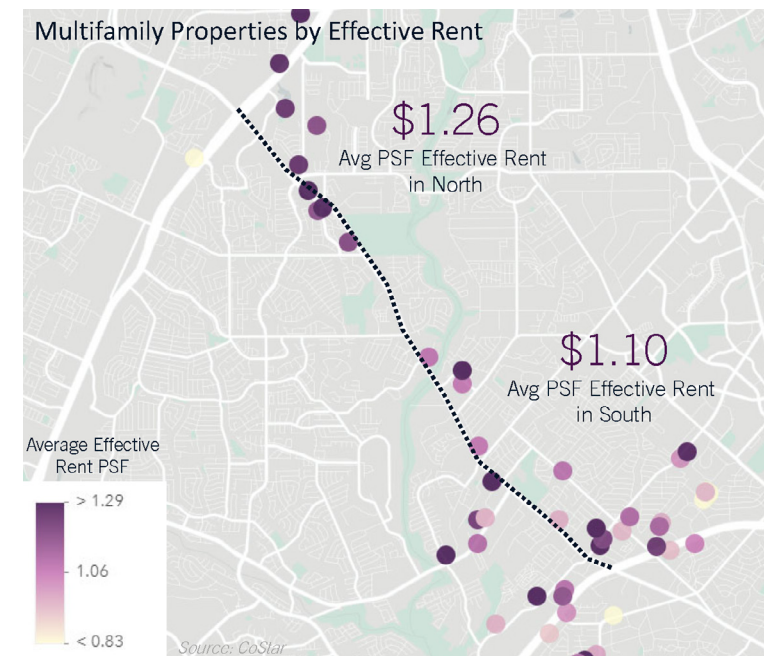 Multifamily Properties by Effective Rent
$1.26
Avg PSF Effective Rent
in North
$1.10
Avg PSF Effective Rent
in South
Average Effective
Rent PSF
> 1.29
1.06
< 0.83
Source: CoStar